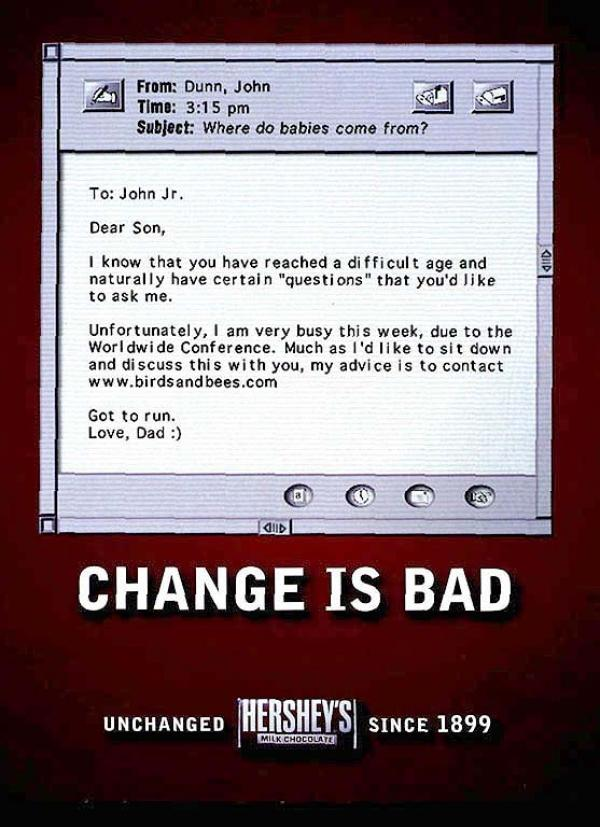 From: Dunn, John
Time: 3:15 pm
Subject: Where do babies come from?
To: John Jr.
Dear Son,
I know that you have reached a difficult age and
naturally have certain "questions" that you'd like
to ask me.
Unfortunately, I am very busy this week, due to the
Worldwide Conference. Much as I'd like to sit down
and discuss this with you, my advice is to contact
www.birdsandbees.com
Got to run.
Love, Dad :)
CHANGE IS BAD
UNCHANGED HERSHEY'S SINCE 1899
MILK CHOCOLATE